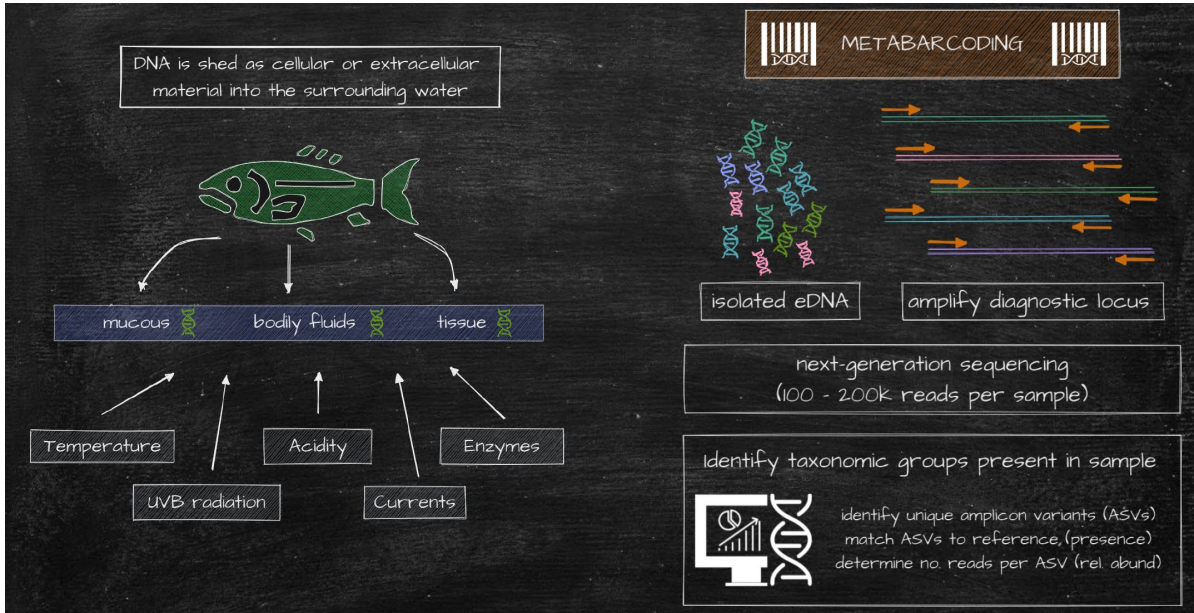 DNA is shed as cellular or extracellular
material into the surrounding water
mucous
bodily fluids
tissue
Temperature
Acidity
Enzymes
UVB radiation
Currents
METABARCODING
isolated eDNA
amplify diagnostic locus
next-generation sequencing
(100 - 200k reads per sample)
Identify taxonomic groups present in sample
identify unique amplicon variants (ASVs)
match ASVs to reference, (presence)
determine no. reads per ASV (rel. abund)